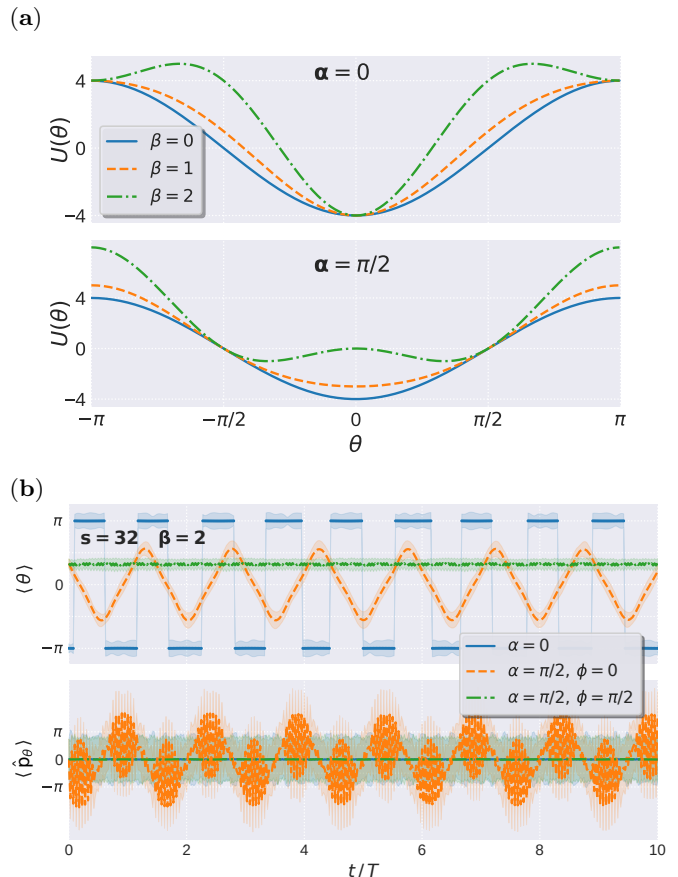 (a)
α = 0
U(θ)
4
0
−4
β = 0
β = 1
β = 2
α = π/2
U(θ)
4
0
−4
−π
−π/2
0
π/2
π
θ
(b)
s = 32 β = 2
⟨θ⟩
π
0
−π
α = 0
α = π/2, ϕ = 0
α = π/2, ϕ = π/2
⟨p̂_θ⟩
π
0
−π
0
2
4
6
8
10
t/T